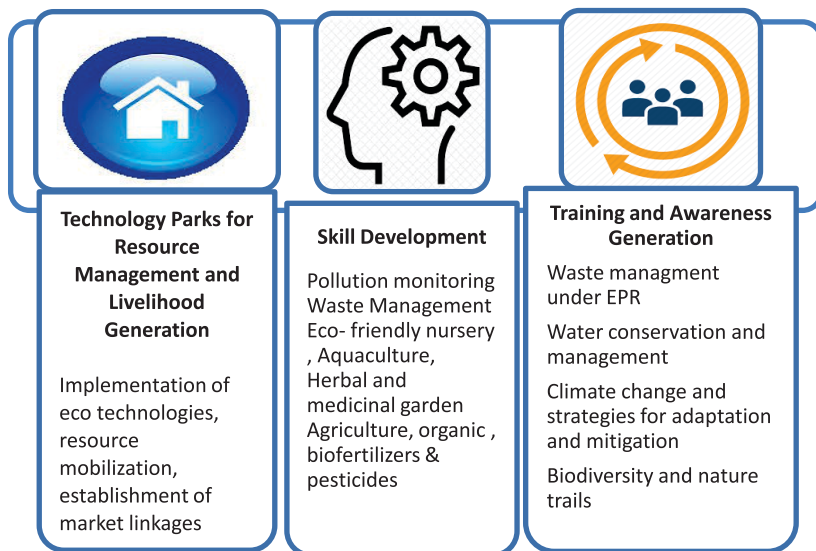 Technology Parks for
Resource
Management and
Livelihood
Generation
Implementation of
eco technologies,
resource
mobilization,
establishment of
market linkages
Skill Development
Pollution monitoring
Waste Management
Eco- friendly nursery
, Aquaculture,
Herbal and
medicinal garden
Agriculture, organic ,
biofertilizers &
pesticides
Training and Awareness
Generation
Waste managment
under EPR
Water conservation and
management
Climate change and
strategies for adaptation
and mitigation
Biodiversity and nature
trails